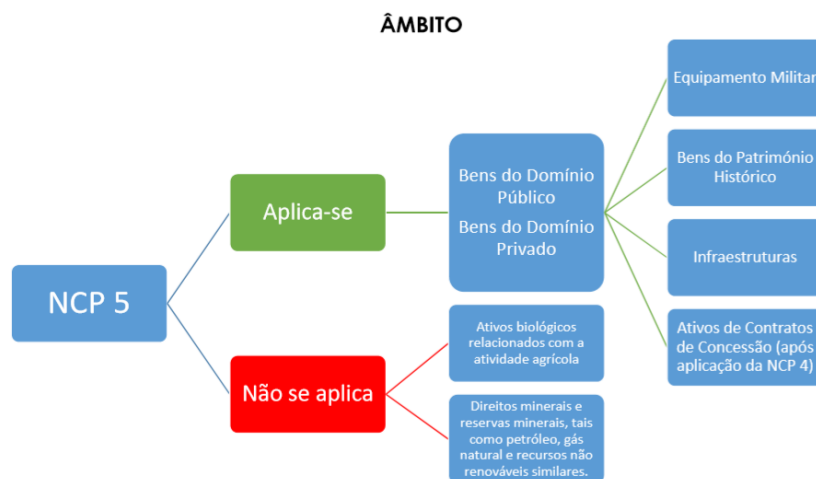 ÂMBITO
NCP 5
Aplica-se
Bens do Domínio
Público
Bens do Domínio
Privado
Equipamento Militar
Bens do Património
Histórico
Infraestruturas
Ativos de Contratos
de Concessão (após
aplicação da NCP 4)
Não se aplica
Ativos biológicos
relacionados com a
atividade agrícola
Direitos minerais e
reservas minerais, tais
como petróleo, gás
natural e recursos não
renováveis similares.